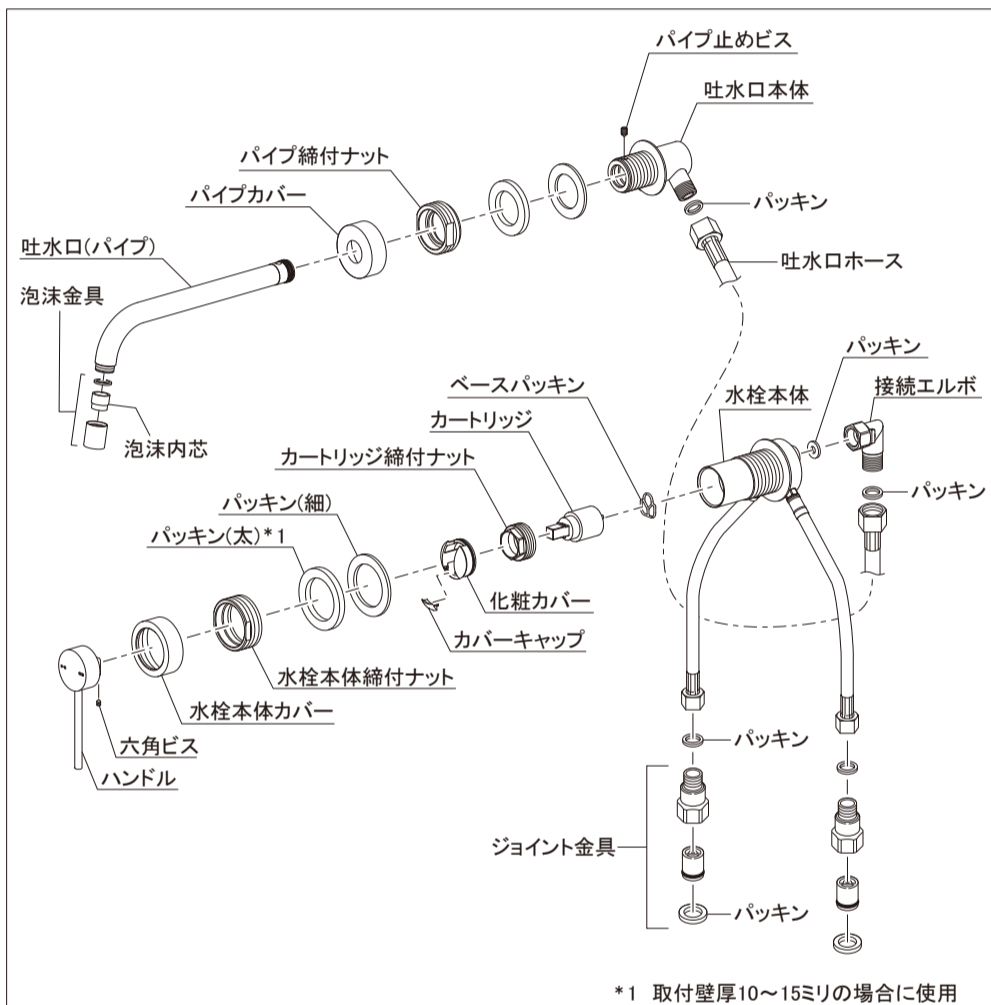 パイプ止めビス
吐水口本体
パイプ締付ナット
パイプカバー
パッキン
吐水口(パイプ)
吐水口ホース
泡沫金具
パッキン
ベースパッキン
水栓本体
接続エルボ
カートリッジ
泡沫内芯
カートリッジ締付ナット
パッキン(細)
パッキン
パッキン(太)*1
化粧カバー
カバーキャップ
水栓本体締付ナット
水栓本体カバー
六角ビス
パッキン
ハンドル
ジョイント金具
パッキン
*1 取付壁厚10～15ミリの場合に使用